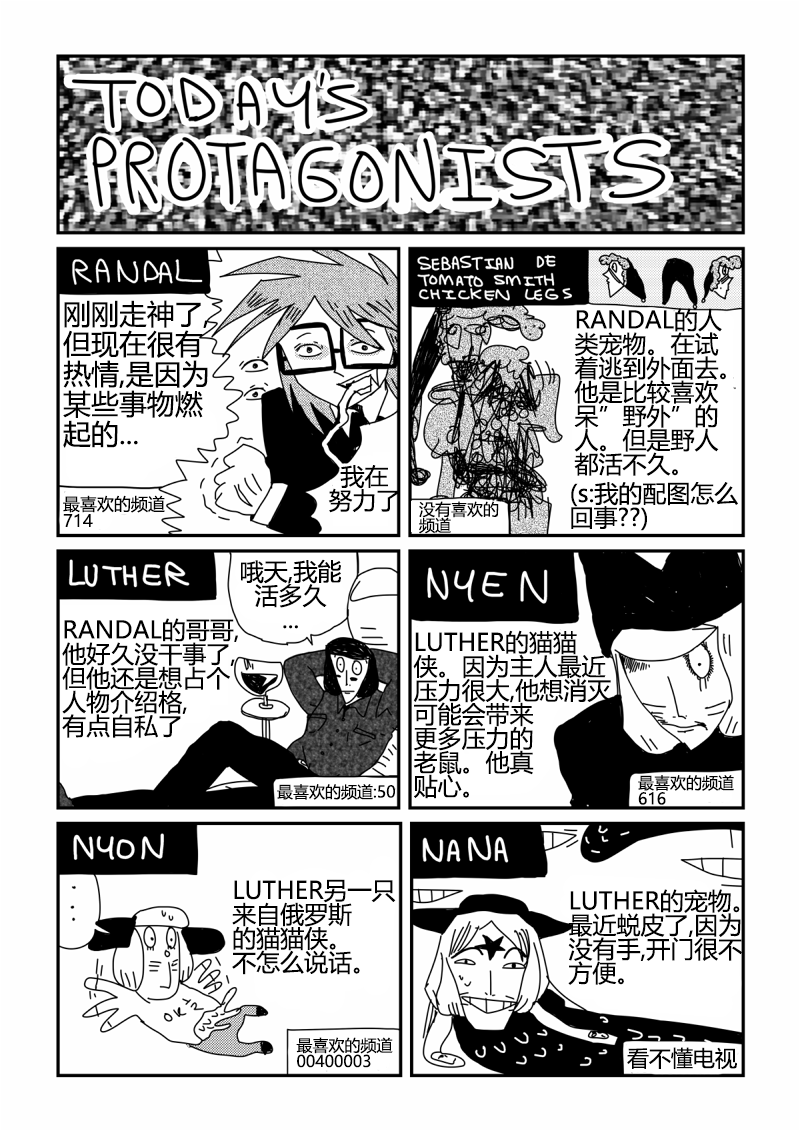 TODAY'S
PROTAGONISTS
RANDAL
刚刚走神了,
但现在很有
热情,是因为
某些事物燃
起的...
我在
努力了
最喜欢的频道
714
SEBASTIAN DE
TOMATO SMITH
CHICKEN LEGS
RANDAL的人
类宠物。在试
着逃到外面去。
他是比较喜欢
呆”野外”的
人。但是野人
都活不久。
(s:我的配图怎么
回事??)
没有喜欢的
频道
LUTHER
哦天,我能
活多久
...
RANDAL的哥哥,
他好久没干事了,
但他还是想占个
人物介绍格,
有点自私了
最喜欢的频道:50
NYEN
LUTHER的猫猫
侠。因为主人最近
压力很大,他想消灭
可能会带来
更多压力的
老鼠。他真
贴心。
最喜欢的频道
616
NYON
...
LUTHER另一只
来自俄罗斯
的猫猫侠。
不怎么说话。
最喜欢的频道
00400003
NANA
LUTHER的宠物。
最近蜕皮了,因为
没有手,开门很不
方便。
看不懂电视